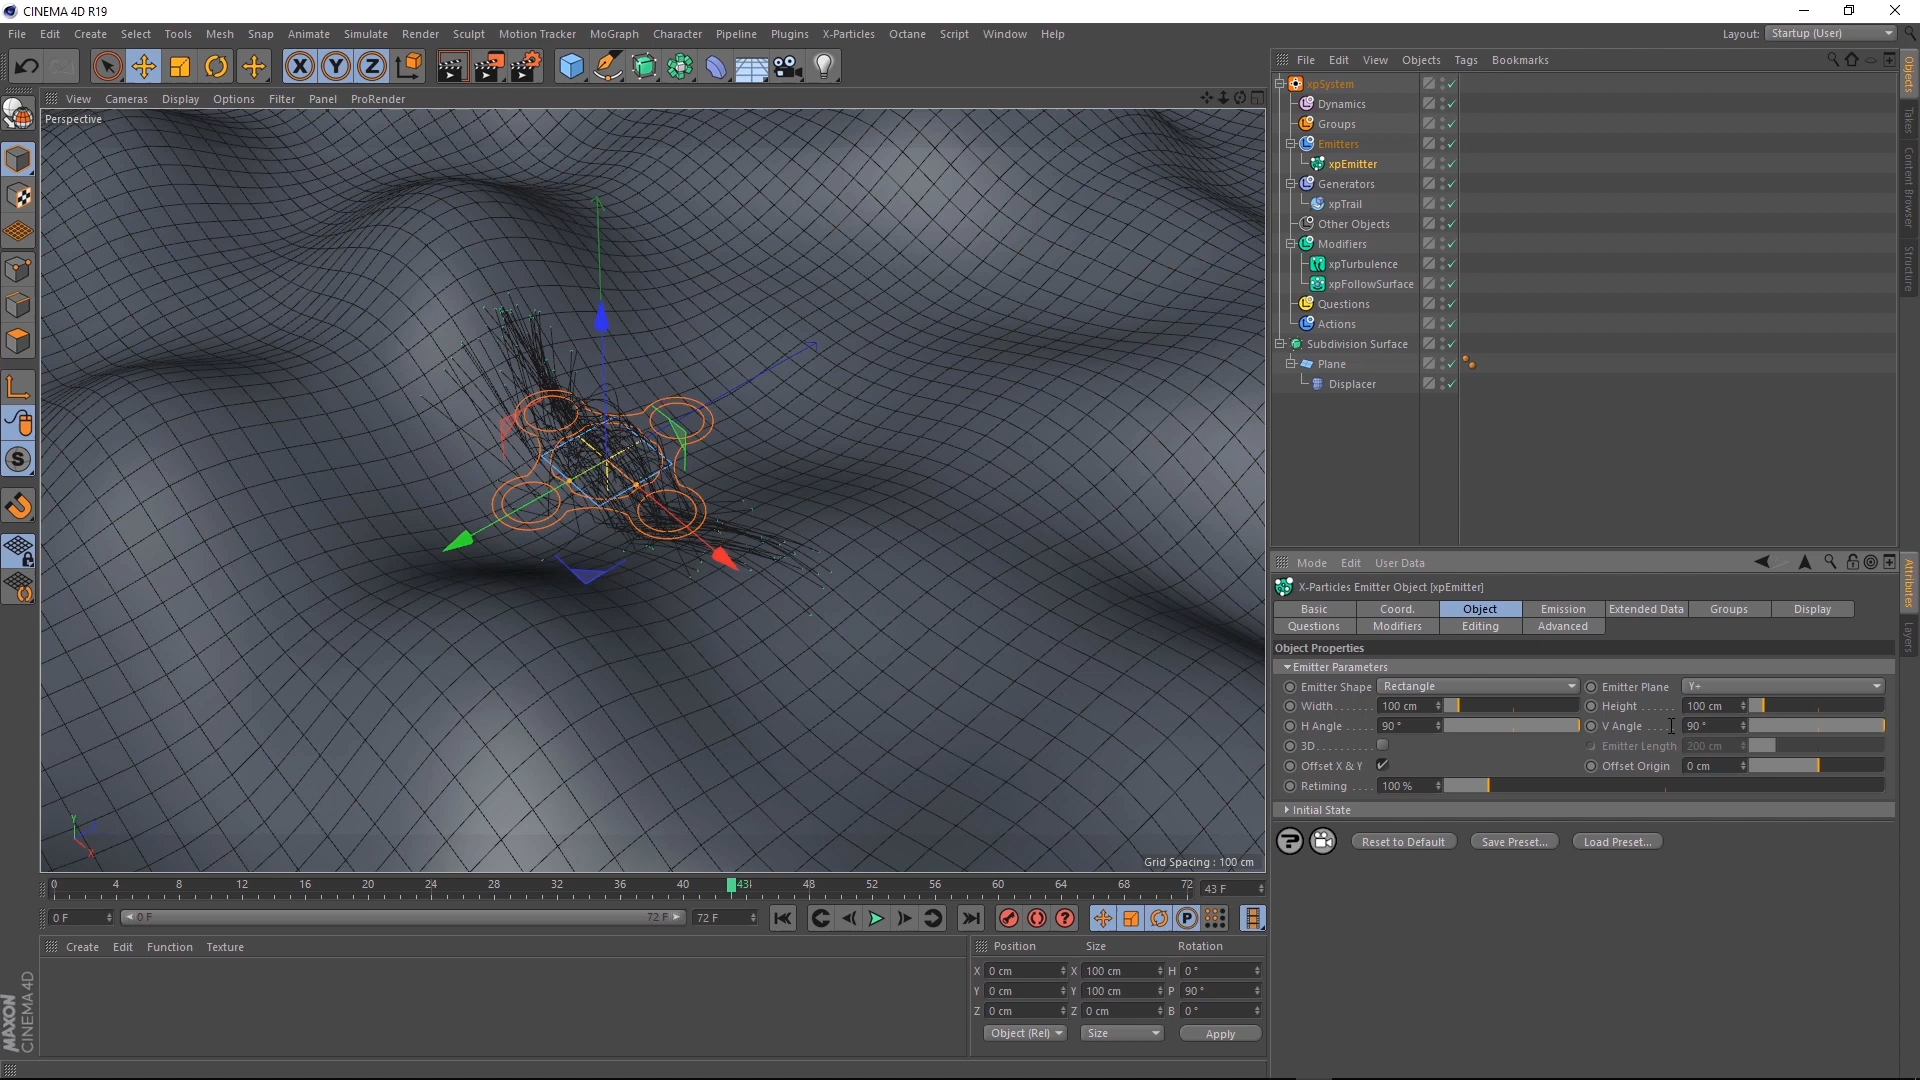 CINEMA 4D R19
File Edit Create Select Tools Mesh Snap Animate Simulate Render Sculpt Motion Tracker MoGraph Character Pipeline Plugins X-Particles Octane Script Window Help
Layout: Startup (User)
View Cameras Display Options Filter Panel ProRender
Perspective
Grid Spacing : 100 cm
X Y Z
S
Y
X
File Edit View Objects Tags Bookmarks
xpSystem
Dynamics
Groups
Emitters
xpEmitter
Generators
xpTrail
Other Objects
Modifiers
xpTurbulence
xpFollowSurface
Questions
Actions
Subdivision Surface
Plane
Displacer
Objects
Takes
Content Browser
Structure
Mode Edit User Data
X-Particles Emitter Object [xpEmitter]
Basic Coord. Object Emission Extended Data Groups Display
Questions Modifiers Editing Advanced
Object Properties
Emitter Parameters
Emitter Shape Rectangle Emitter Plane Y+
Width....... 100 cm Height ...... 100 cm
H Angle..... 90 ° V Angle ..... 90 °
3D.......... Emitter Length 200 cm
Offset X & Y Offset Origin 0 cm
Retiming .... 100 %
Initial State
Reset to Default Save Preset... Load Preset...
Attributes
Layers
0 4 8 12 16 20 24 28 32 36 40 43 48 52 56 60 64 68 72 43 F
0 F 0 F 72 F 72 F
P
Create Edit Function Texture
Position Size Rotation
X 0 cm X 100 cm H 0 °
Y 0 cm Y 100 cm P 90 °
Z 0 cm Z 0 cm B 0 °
Object (Rel) Size Apply
MAXON
CINEMA 4D